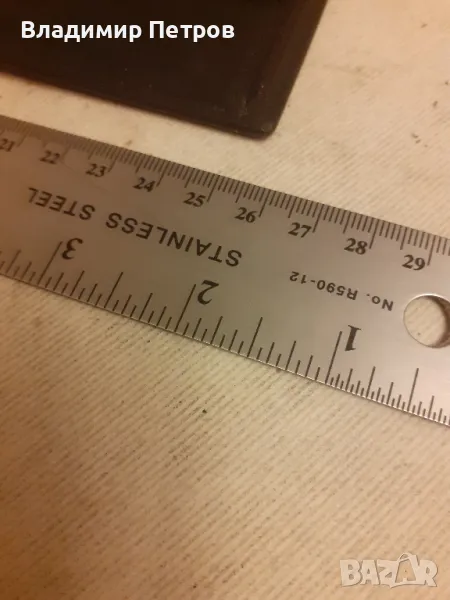 Владимир Петров
21 22 23 24 25 26 27 28 29
STAINLESS STEEL
No. R590-12
3 2 1
BAZAR